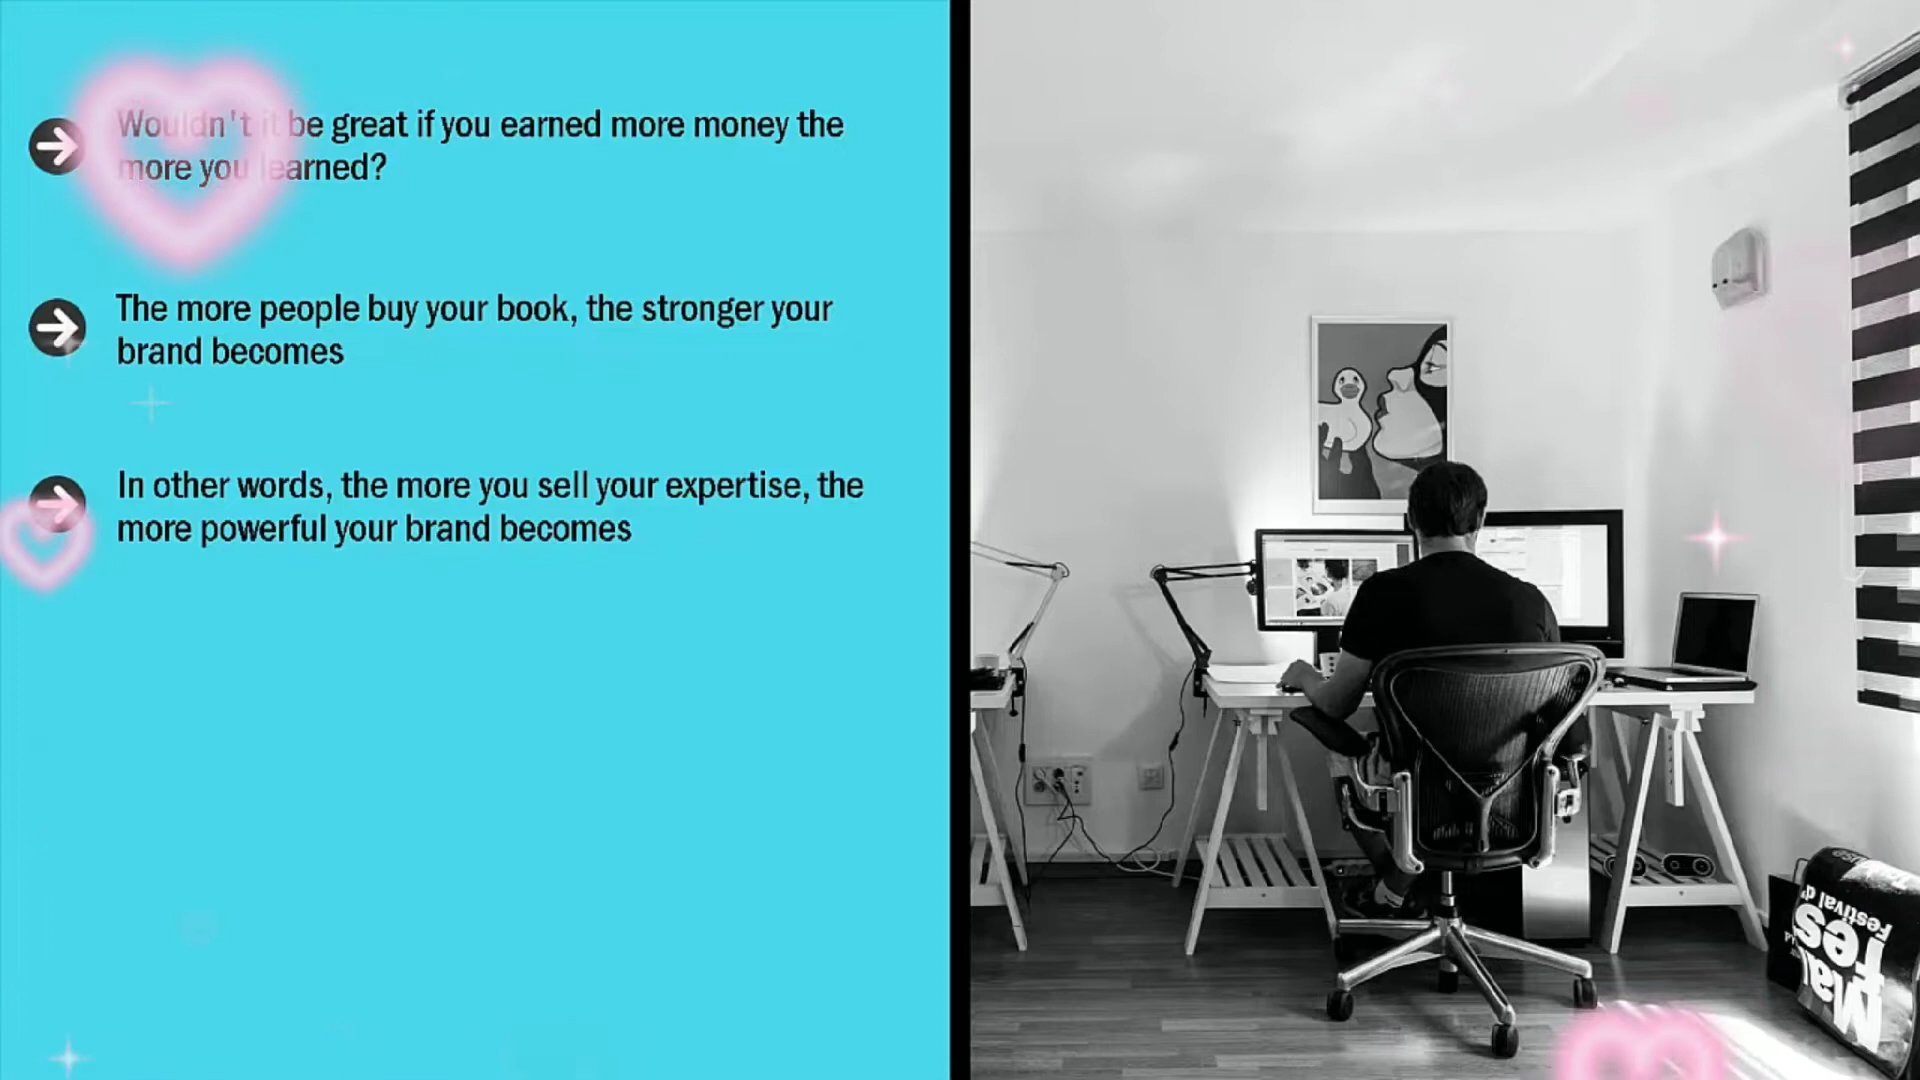 Wouldn't it be great if you earned more money the
more you learned?
The more people buy your book, the stronger your
brand becomes
In other words, the more you sell your expertise, the
more powerful your brand becomes
Festival d'